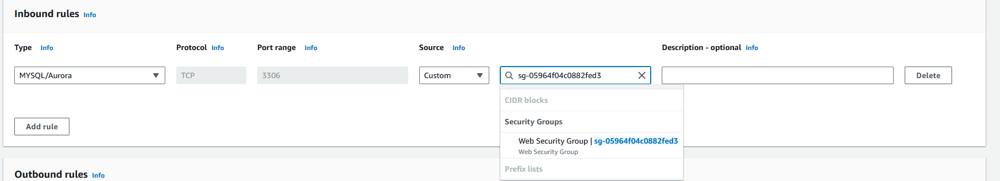 Inbound rules Info
Type Info Protocol Info Port range Info Source Info Description - optional Info
MYSQL/Aurora TCP 3306 Custom sg-05964f04c0882fed3 Delete
CIDR blocks
Security Groups
Add rule
Web Security Group | sg-05964f04c0882fed3
Web Security Group
Prefix lists
Outbound rules Info